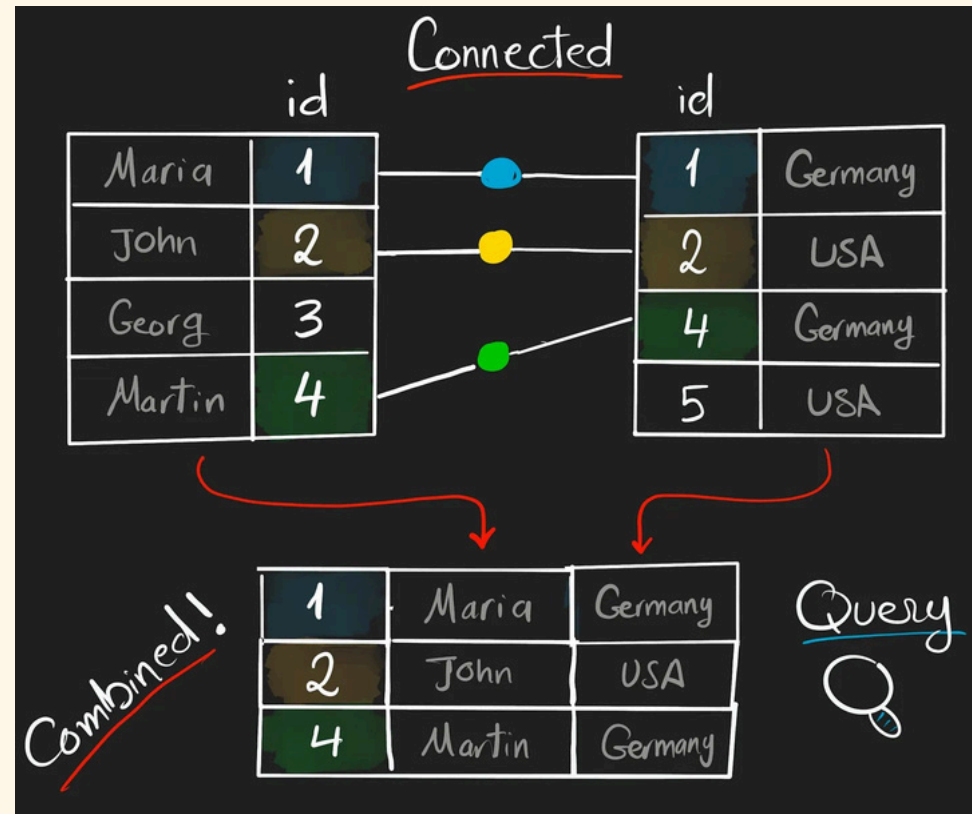 Connected
id
id
Maria 1
1 Germany
John 2
2 USA
Georg 3
4 Germany
Martin 4
5 USA
Combined!
1 Maria Germany
2 John USA
4 Martin Germany
Query